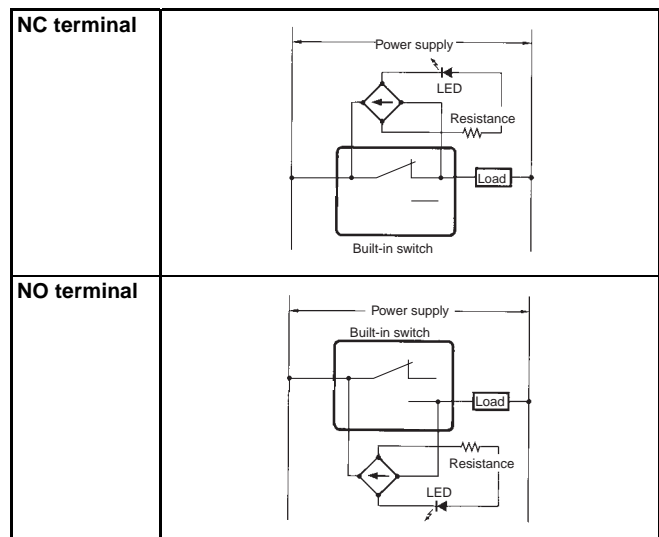 NC terminal
Power supply
LED
Resistance
Load
Built-in switch
NO terminal
Power supply
Built-in switch
Load
Resistance
LED